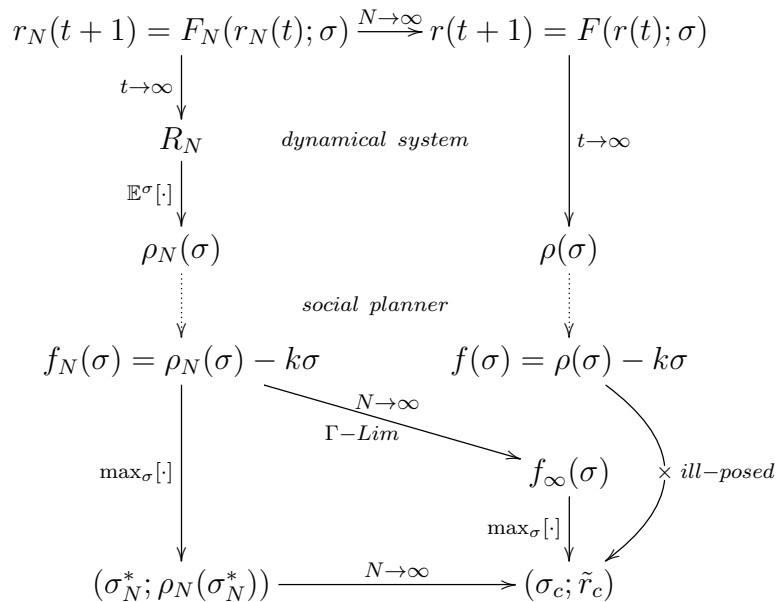 r_N(t+1) = F_N(r_N(t);σ) N→∞ r(t+1) = F(r(t);σ)
t→∞
R_N dynamical system t→∞
𝔼^σ[·]
ρ_N(σ) ρ(σ)
social planner
f_N(σ) = ρ_N(σ) − kσ f(σ) = ρ(σ) − kσ
N→∞
Γ−Lim
max_σ[·] f_∞(σ) × ill−posed
max_σ[·]
(σ*_N; ρ_N(σ*_N)) N→∞ (σ_c; r̃_c)